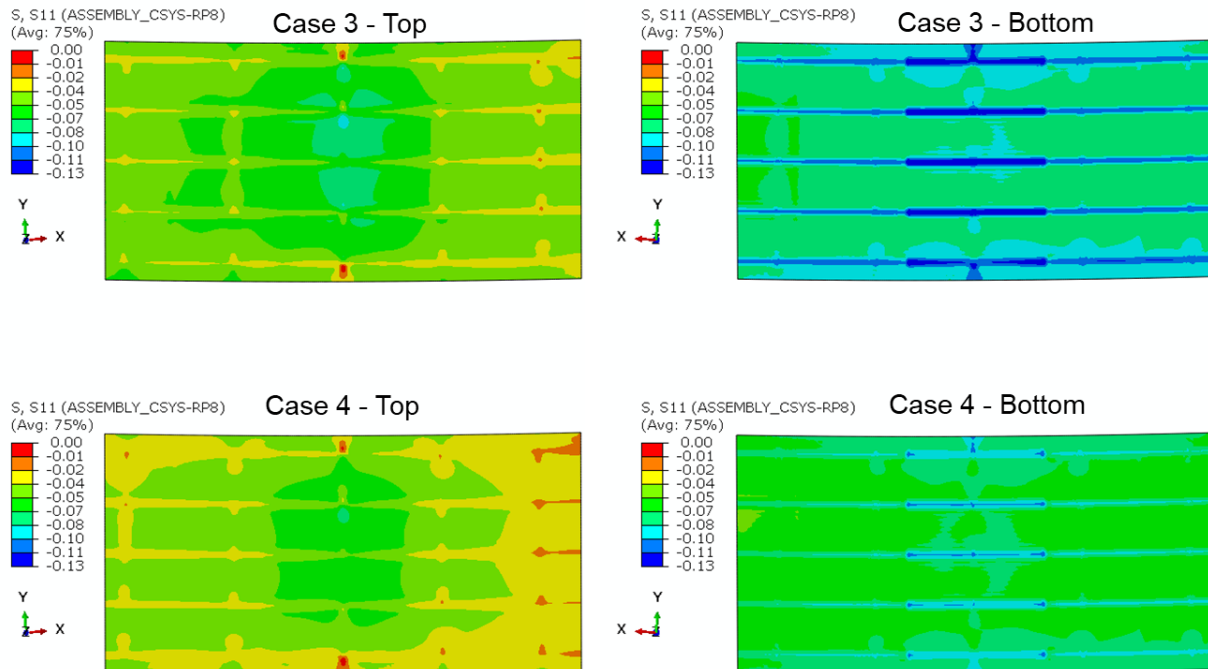 Case 3 - Top
S, S11 (ASSEMBLY_CSYS-RP8)
(Avg: 75%)
0.00
-0.01
-0.02
-0.04
-0.05
-0.07
-0.08
-0.10
-0.11
-0.13
Y
Z
X
Case 3 - Bottom
S, S11 (ASSEMBLY_CSYS-RP8)
(Avg: 75%)
0.00
-0.01
-0.02
-0.04
-0.05
-0.07
-0.08
-0.10
-0.11
-0.13
Y
X
Z
Case 4 - Top
S, S11 (ASSEMBLY_CSYS-RP8)
(Avg: 75%)
0.00
-0.01
-0.02
-0.04
-0.05
-0.07
-0.08
-0.10
-0.11
-0.13
Y
Z
X
Case 4 - Bottom
S, S11 (ASSEMBLY_CSYS-RP8)
(Avg: 75%)
0.00
-0.01
-0.02
-0.04
-0.05
-0.07
-0.08
-0.10
-0.11
-0.13
Y
X
Z